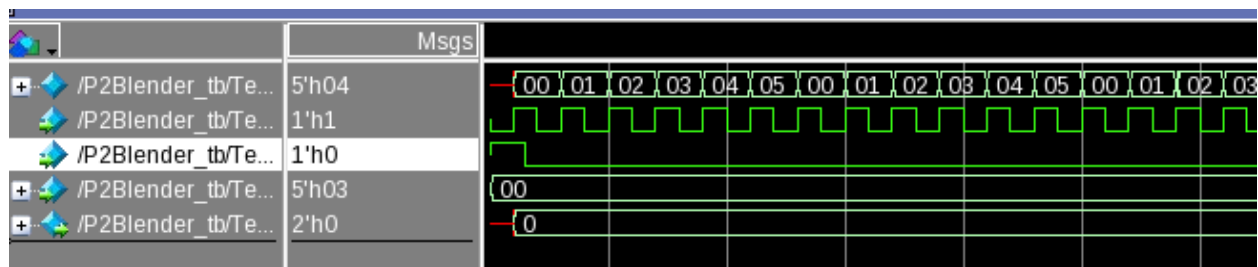 Msgs
/P2Blender_tb/Te... 5'h04 00 01 02 03 04 05 00 01 02 03 04 05 00 01 02 03
/P2Blender_tb/Te... 1'h1
/P2Blender_tb/Te... 1'h0
/P2Blender_tb/Te... 5'h03 00
/P2Blender_tb/Te... 2'h0 0